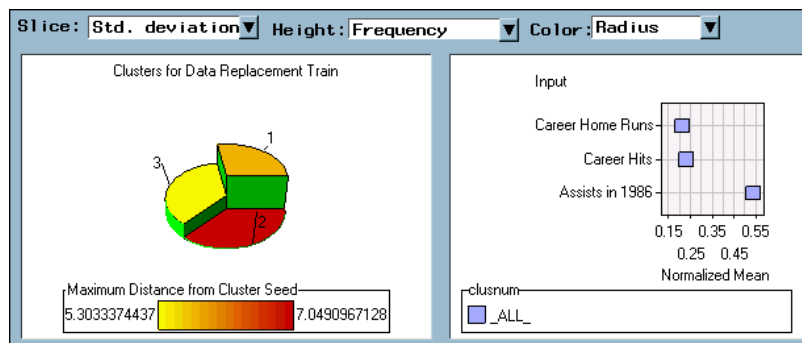 Slice: Std. deviation Height: Frequency Color: Radius
Clusters for Data Replacement Train
1
3
2
Maximum Distance from Cluster Seed
5.3033374437 7.0490967128
Input
Career Home Runs
Career Hits
Assists in 1986
0.15 0.35 0.55
0.25 0.45
Normalized Mean
clusnum
_ALL_